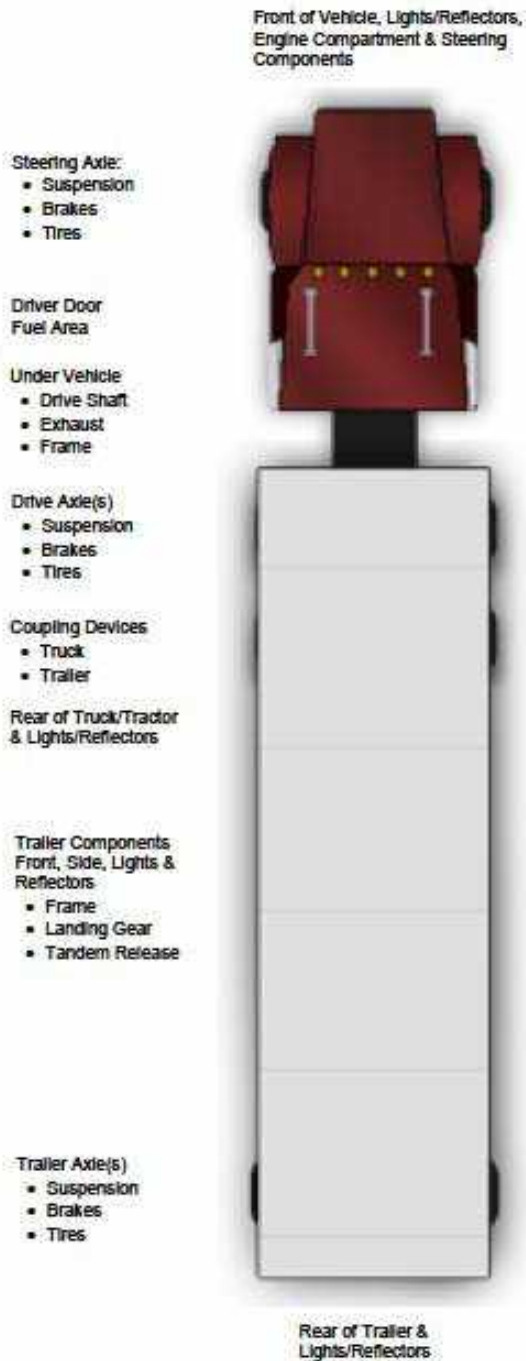 Front of Vehicle, Lights/Reflectors,
Engine Compartment & Steering
Components
Steering Axle:
• Suspension
• Brakes
• Tires
Driver Door
Fuel Area
Under Vehicle
• Drive Shaft
• Exhaust
• Frame
Drive Axle(s)
• Suspension
• Brakes
• Tires
Coupling Devices
• Truck
• Trailer
Rear of Truck/Tractor
& Lights/Reflectors
Trailer Components
Front, Side, Lights &
Reflectors
• Frame
• Landing Gear
• Tandem Release
Trailer Axle(s)
• Suspension
• Brakes
• Tires
Rear of Trailer &
Lights/Reflectors